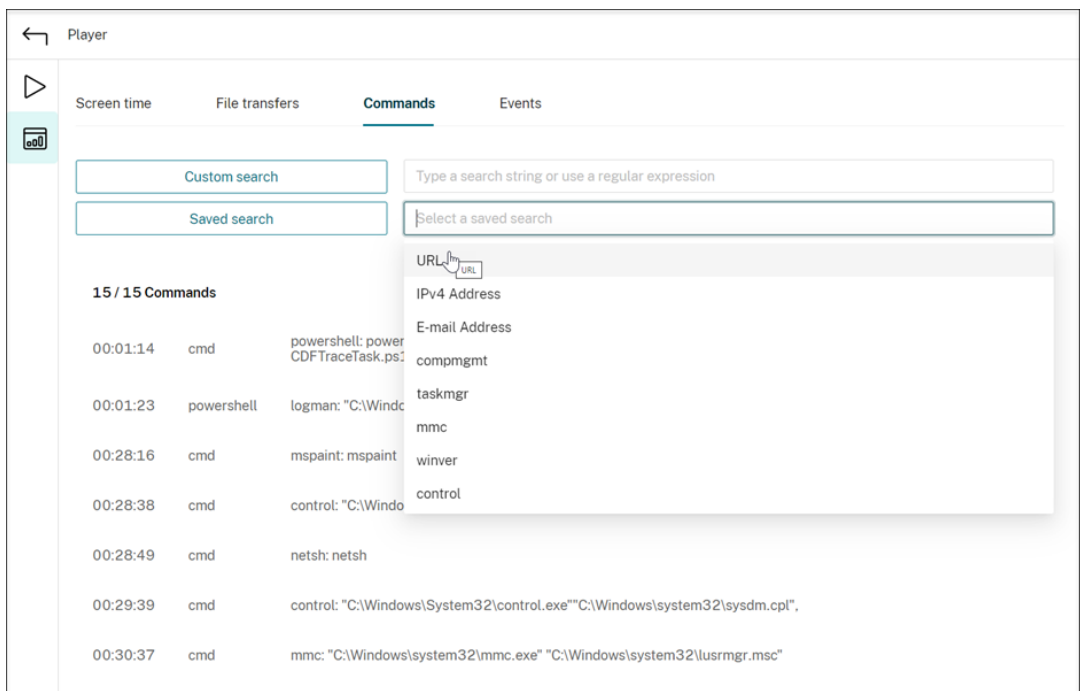 Player
Screen time File transfers Commands Events
Custom search Type a search string or use a regular expression
Saved search Select a saved search
URL URL
IPv4 Address
15 / 15 Commands
E-mail Address
00:01:14 cmd powershell: power
CDFTraceTask.ps1
compmgmt
taskmgr
00:01:23 powershell logman: "C:\Windo
mmc
00:28:16 cmd mspaint: mspaint
winver
control
00:28:38 cmd control: "C:\Windo
00:28:49 cmd netsh: netsh
00:29:39 cmd control: "C:\Windows\System32\control.exe""C:\Windows\system32\sysdm.cpl",
00:30:37 cmd mmc: "C:\Windows\system32\mmc.exe" "C:\Windows\system32\lusrmgr.msc"